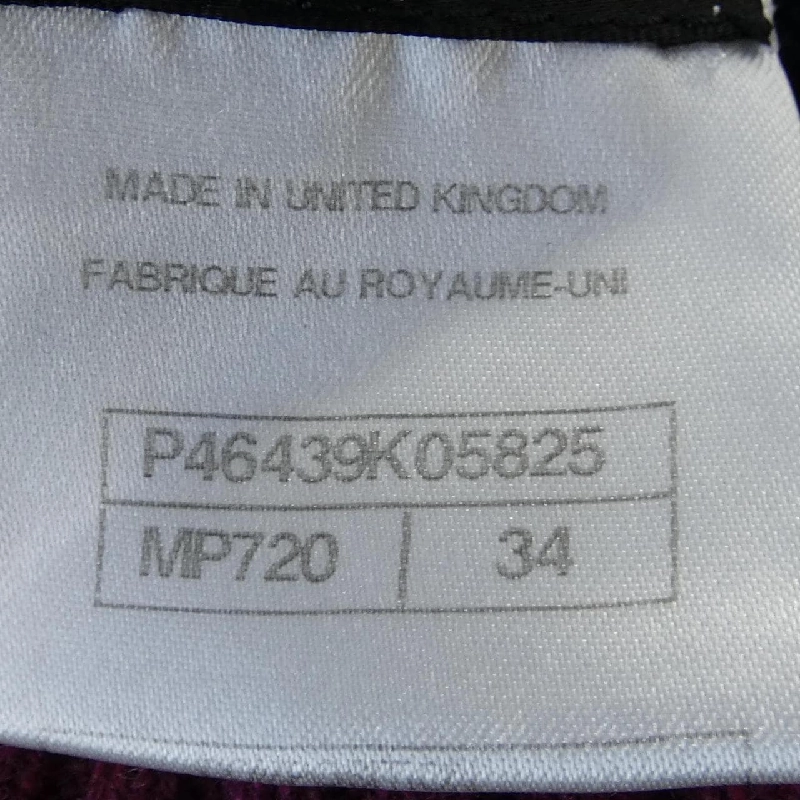 MADE IN UNITED KINGDOM
FABRIQUE AU ROYAUME-UNI
P46439K05825
MP720 34